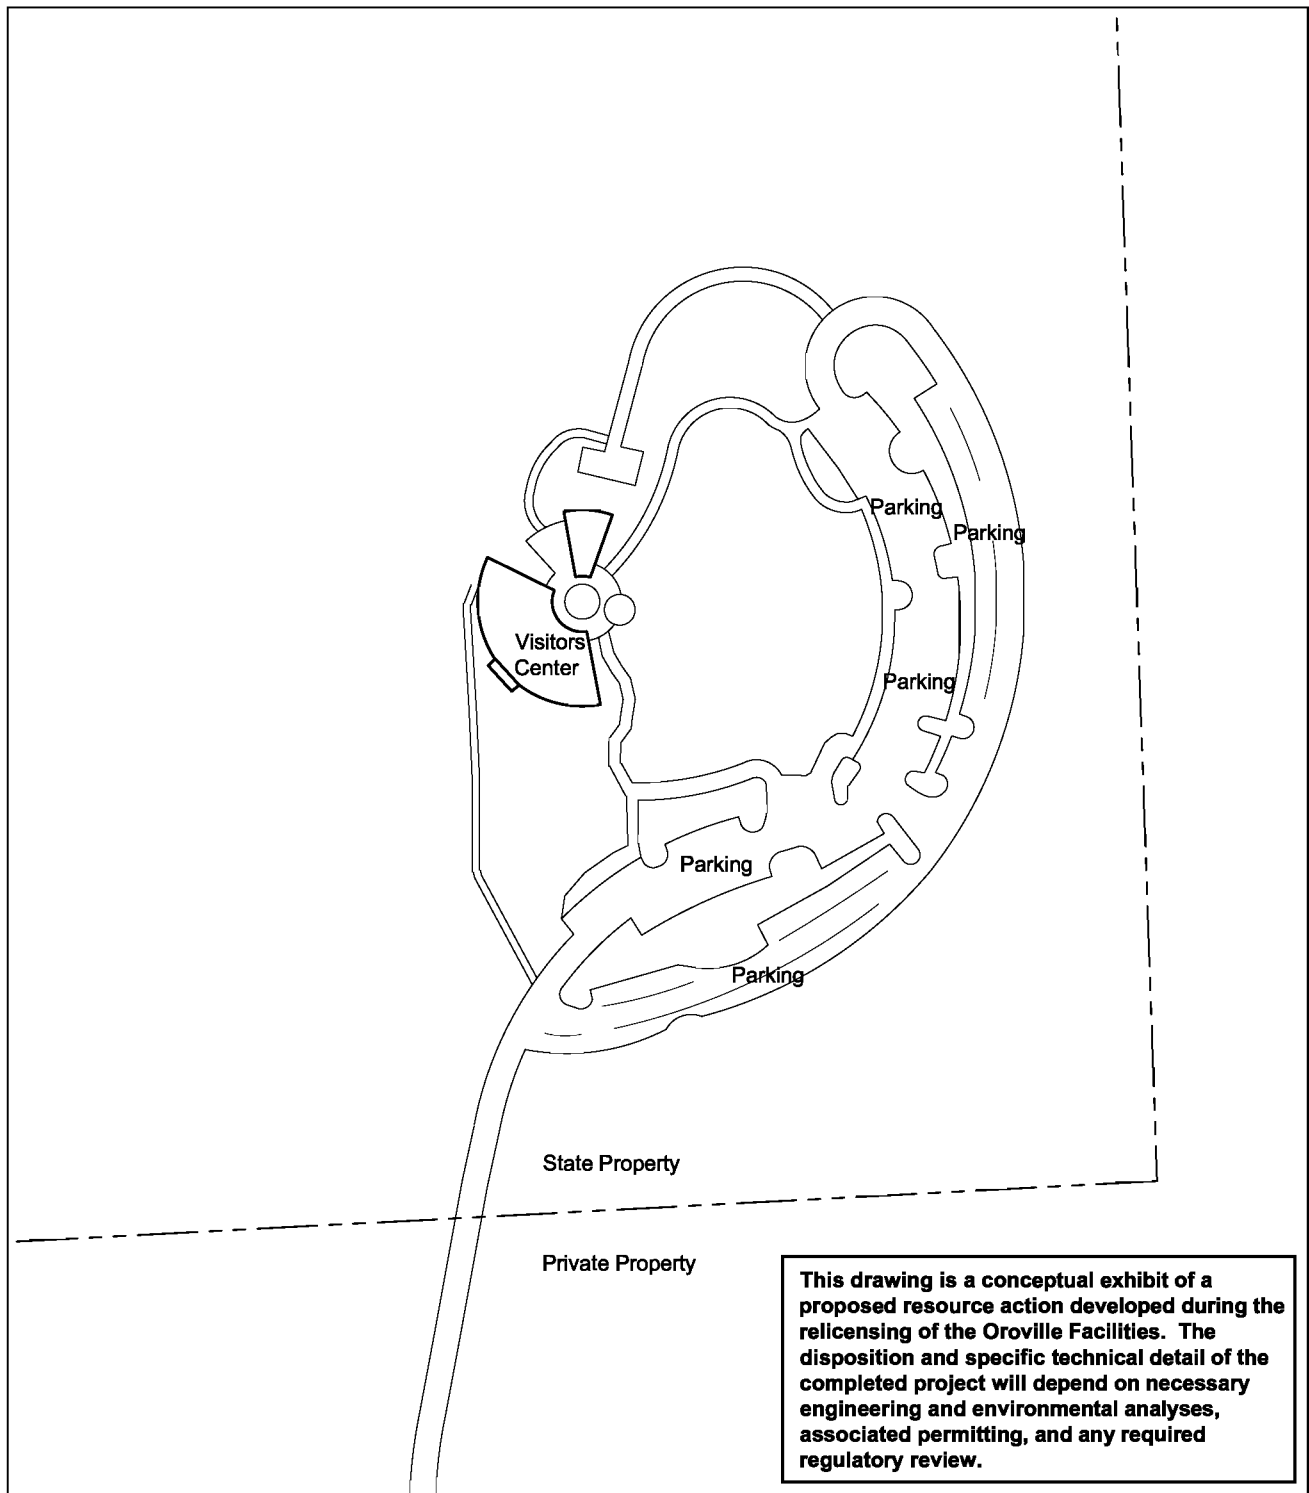 Parking
Parking
Visitors
Center
Parking
Parking
Parking
State Property
Private Property
This drawing is a conceptual exhibit of a
proposed resource action developed during the
relicensing of the Oroville Facilities.  The
disposition and specific technical detail of the
completed project will depend on necessary
engineering and environmental analyses,
associated permitting, and any required
regulatory review.